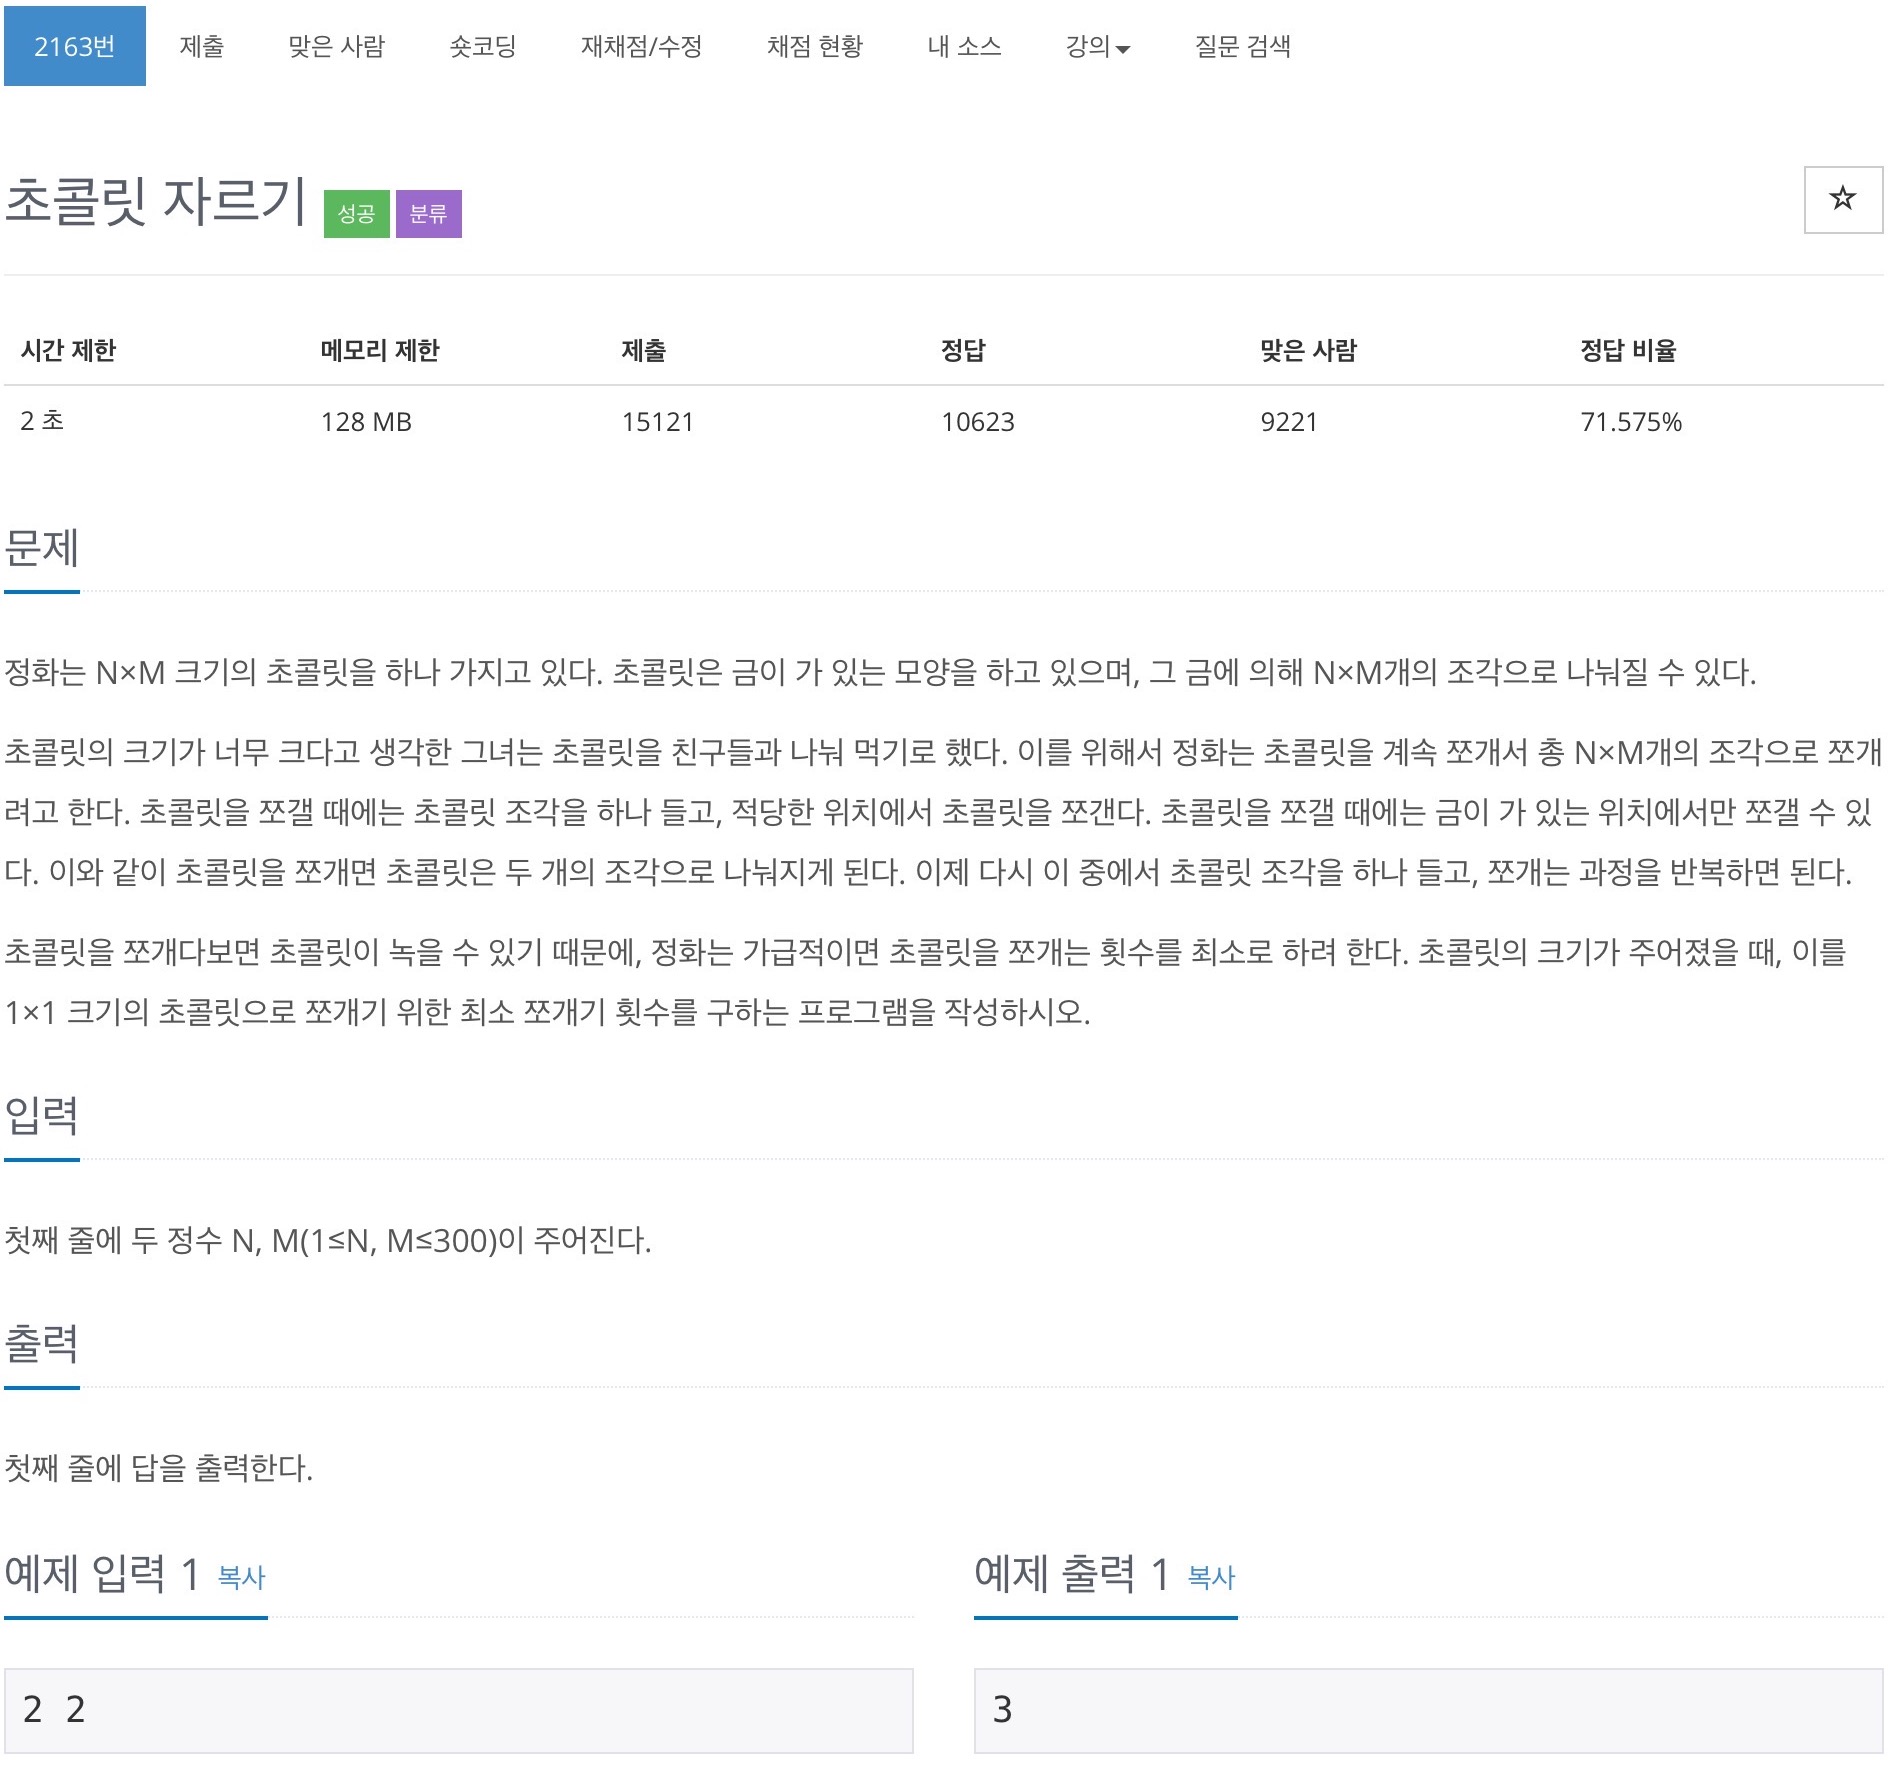 2163번 제출 맞은 사람 숏코딩 재채점/수정 채점 현황 내 소스 강의 질문 검색
초콜릿 자르기 성공 분류
시간 제한 메모리 제한 제출 정답 맞은 사람 정답 비율
2 초 128 MB 15121 10623 9221 71.575%
문제
정화는 N×M 크기의 초콜릿을 하나 가지고 있다. 초콜릿은 금이 가 있는 모양을 하고 있으며, 그 금에 의해 N×M개의 조각으로 나눠질 수 있다.
초콜릿의 크기가 너무 크다고 생각한 그녀는 초콜릿을 친구들과 나눠 먹기로 했다. 이를 위해서 정화는 초콜릿을 계속 쪼개서 총 N×M개의 조각으로 쪼개
려고 한다. 초콜릿을 쪼갤 때에는 초콜릿 조각을 하나 들고, 적당한 위치에서 초콜릿을 쪼갠다. 초콜릿을 쪼갤 때에는 금이 가 있는 위치에서만 쪼갤 수 있
다. 이와 같이 초콜릿을 쪼개면 초콜릿은 두 개의 조각으로 나눠지게 된다. 이제 다시 이 중에서 초콜릿 조각을 하나 들고, 쪼개는 과정을 반복하면 된다.
초콜릿을 쪼개다보면 초콜릿이 녹을 수 있기 때문에, 정화는 가급적이면 초콜릿을 쪼개는 횟수를 최소로 하려 한다. 초콜릿의 크기가 주어졌을 때, 이를
1×1 크기의 초콜릿으로 쪼개기 위한 최소 쪼개기 횟수를 구하는 프로그램을 작성하시오.
입력
첫째 줄에 두 정수 N, M(1≤N, M≤300)이 주어진다.
출력
첫째 줄에 답을 출력한다.
예제 입력 1 복사 예제 출력 1 복사
2 2 3